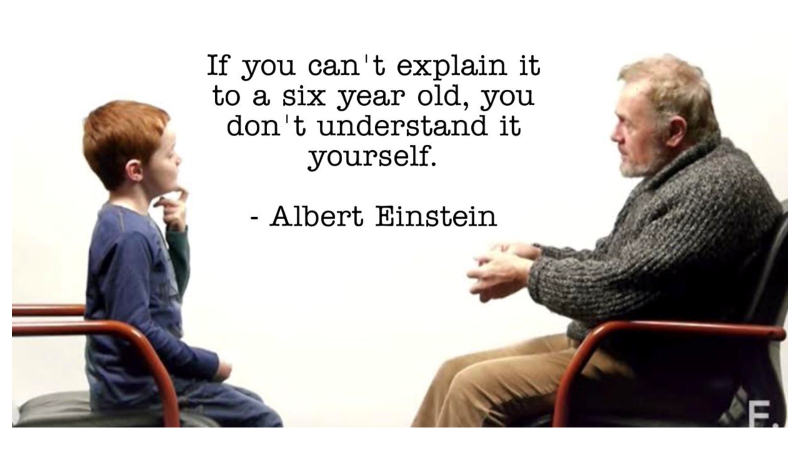 If you can't explain it
to a six year old, you
don't understand it
yourself.
- Albert Einstein
F.